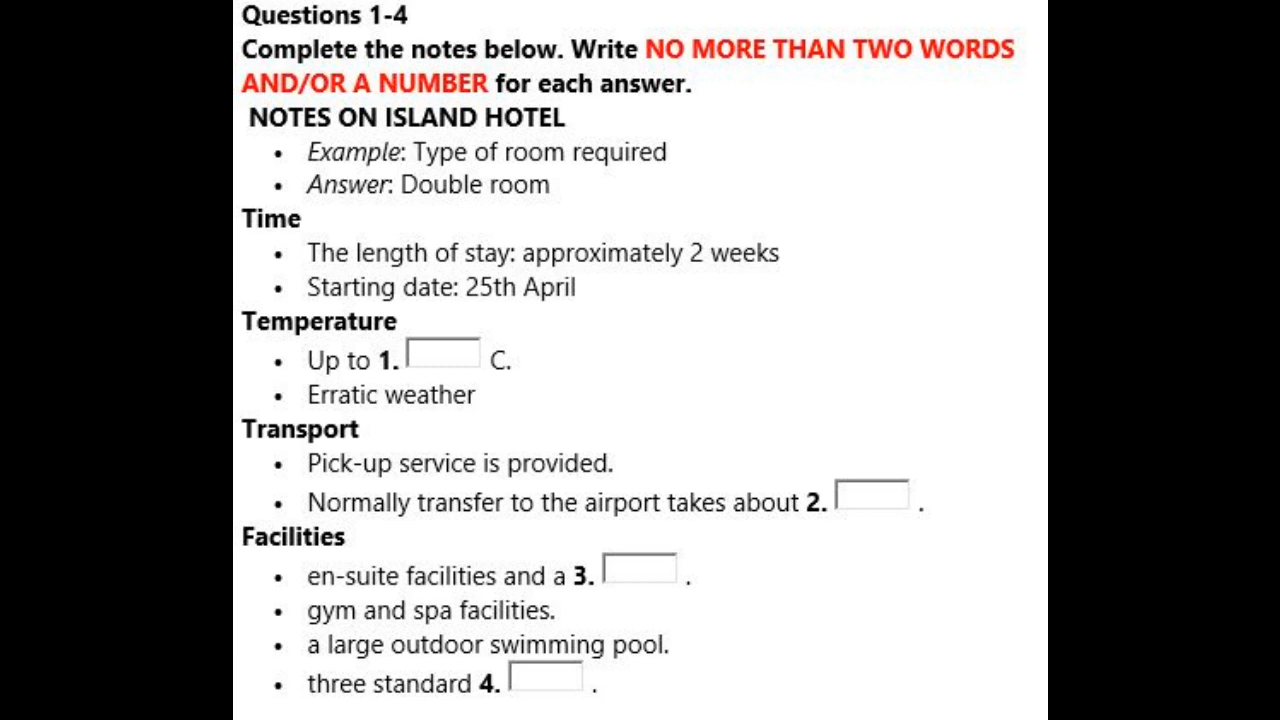 Questions 1-4
Complete the notes below. Write NO MORE THAN TWO WORDS
AND/OR A NUMBER for each answer.
NOTES ON ISLAND HOTEL
• Example: Type of room required
• Answer: Double room
Time
• The length of stay: approximately 2 weeks
• Starting date: 25th April
Temperature
• Up to 1. C.
• Erratic weather
Transport
• Pick-up service is provided.
• Normally transfer to the airport takes about 2. .
Facilities
• en-suite facilities and a 3. .
• gym and spa facilities.
• a large outdoor swimming pool.
• three standard 4. .